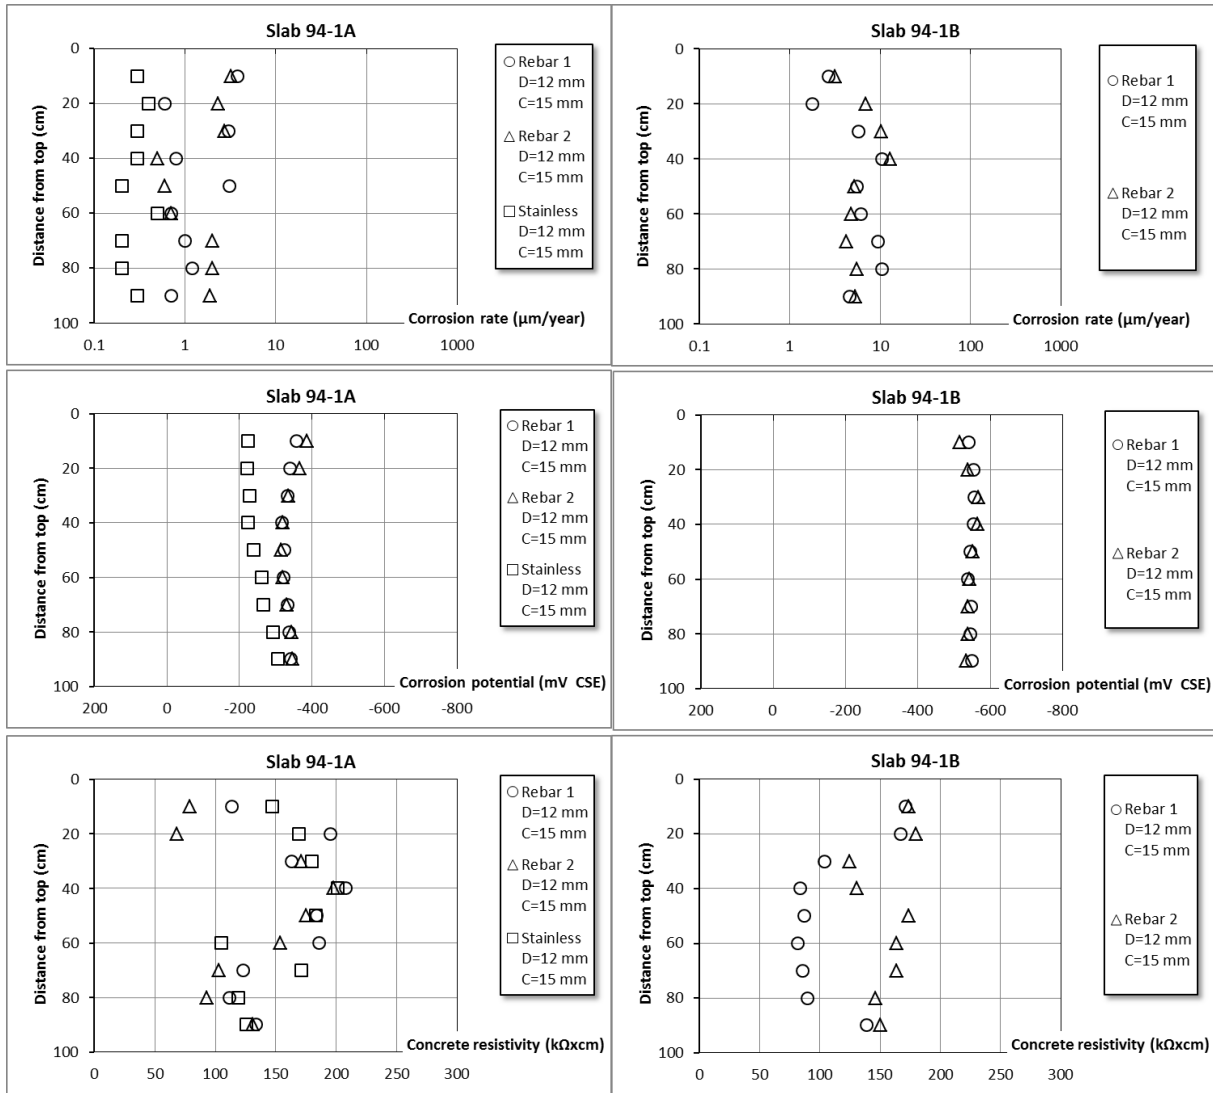 Slab 94-1A
0
20
40
60
80
100
Distance from top (cm)
0.1 1 10 100 1000
Corrosion rate (µm/year)
Rebar 1
D=12 mm
C=15 mm
Rebar 2
D=12 mm
C=15 mm
Stainless
D=12 mm
C=15 mm
Slab 94-1B
0
20
40
60
80
100
Distance from top (cm)
0.1 1 10 100 1000
Corrosion rate (µm/year)
Rebar 1
D=12 mm
C=15 mm
Rebar 2
D=12 mm
C=15 mm
Slab 94-1A
0
20
40
60
80
100
Distance from top (cm)
200 0 -200 -400 -600 -800
Corrosion potential (mV CSE)
Rebar 1
D=12 mm
C=15 mm
Rebar 2
D=12 mm
C=15 mm
Stainless
D=12 mm
C=15 mm
Slab 94-1B
0
20
40
60
80
100
Distance from top (cm)
200 0 -200 -400 -600 -800
Corrosion potential (mV CSE)
Rebar 1
D=12 mm
C=15 mm
Rebar 2
D=12 mm
C=15 mm
Slab 94-1A
0
20
40
60
80
100
Distance from top (cm)
0 50 100 150 200 250 300
Concrete resistivity (kΩxcm)
Rebar 1
D=12 mm
C=15 mm
Rebar 2
D=12 mm
C=15 mm
Stainless
D=12 mm
C=15 mm
Slab 94-1B
0
20
40
60
80
100
Distance from top (cm)
0 50 100 150 200 250 300
Concrete resistivity (kΩxcm)
Rebar 1
D=12 mm
C=15 mm
Rebar 2
D=12 mm
C=15 mm